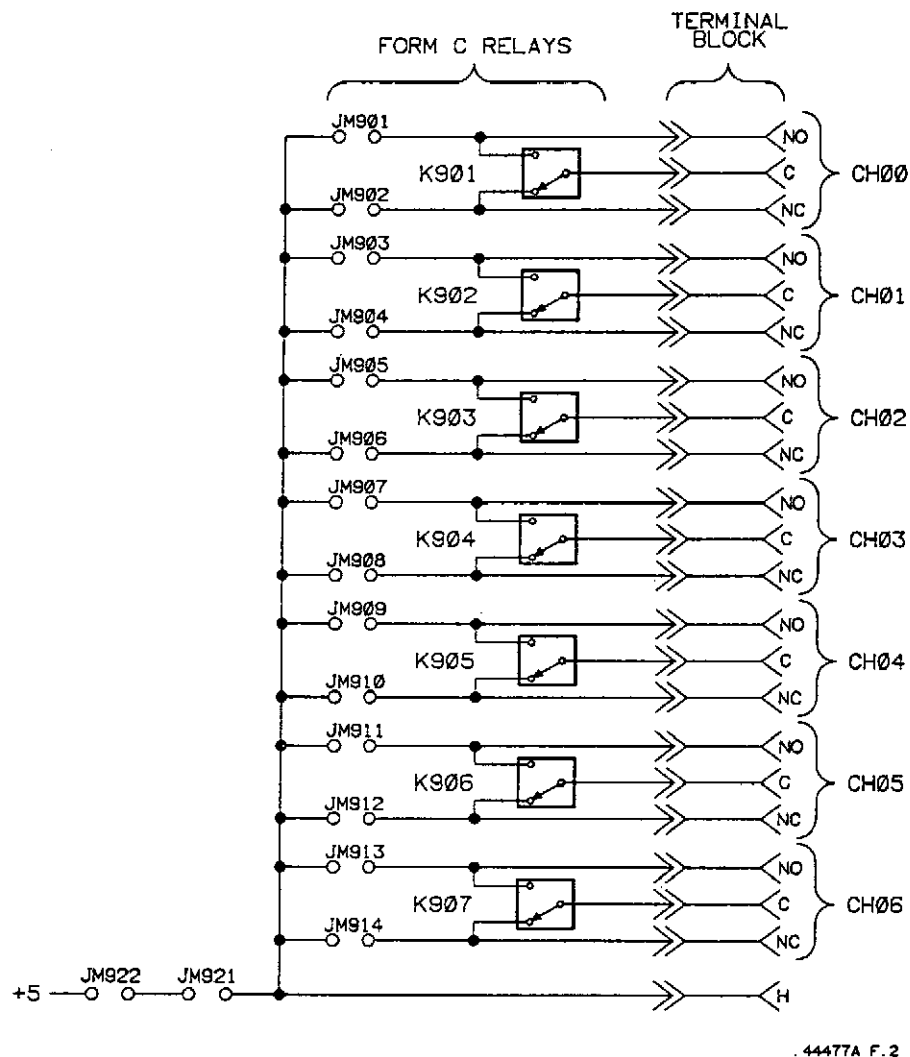 TERMINAL
BLOCK
FORM C RELAYS
JM901
NO
K901
C
CH00
JM902
NC
JM903
NO
K902
C
CH01
JM904
NC
JM905
NO
K903
C
CH02
JM906
NC
JM907
NO
K904
C
CH03
JM908
NC
JM909
NO
K905
C
CH04
JM910
NC
JM911
NO
K906
C
CH05
JM912
NC
JM913
NO
K907
C
CH06
JM914
NC
+5
JM922
JM921
H
44477A F.2